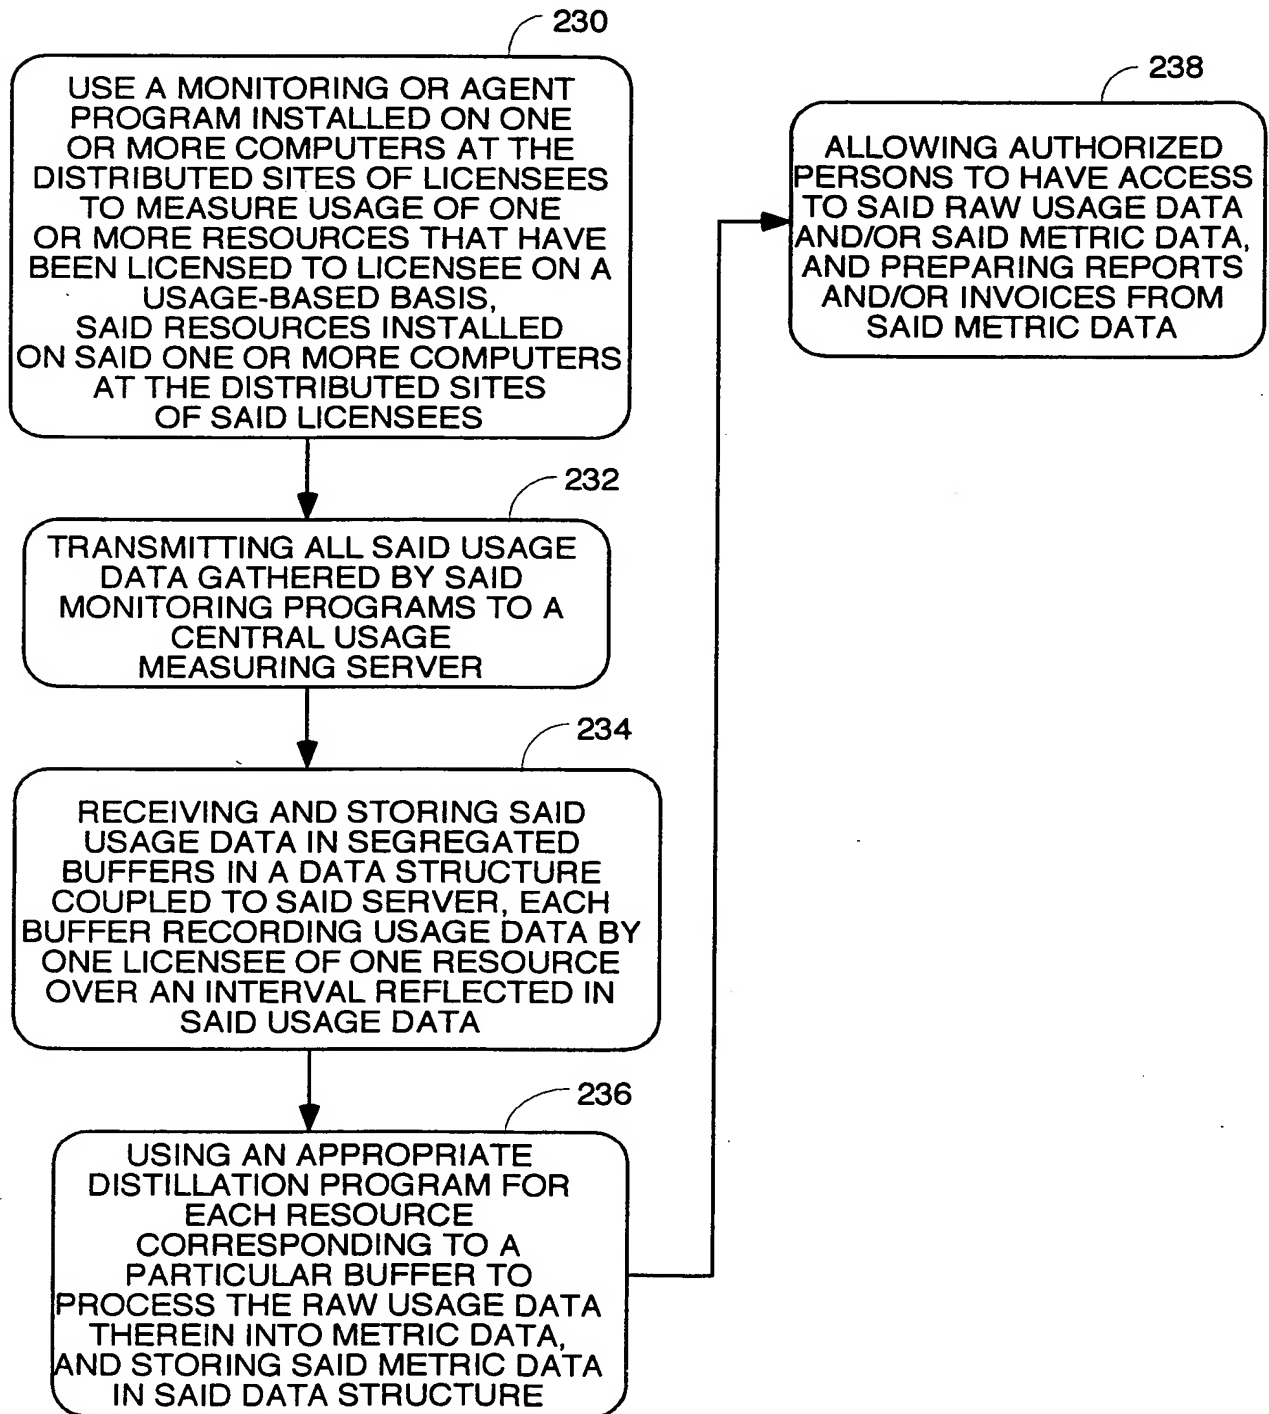 230
USE A MONITORING OR AGENT
PROGRAM INSTALLED ON ONE
OR MORE COMPUTERS AT THE
DISTRIBUTED SITES OF LICENSEES
TO MEASURE USAGE OF ONE
OR MORE RESOURCES THAT HAVE
BEEN LICENSED TO LICENSEE ON A
USAGE-BASED BASIS,
SAID RESOURCES INSTALLED
ON SAID ONE OR MORE COMPUTERS
AT THE DISTRIBUTED SITES
OF SAID LICENSEES
232
TRANSMITTING ALL SAID USAGE
DATA GATHERED BY SAID
MONITORING PROGRAMS TO A
CENTRAL USAGE
MEASURING SERVER
234
RECEIVING AND STORING SAID
USAGE DATA IN SEGREGATED
BUFFERS IN A DATA STRUCTURE
COUPLED TO SAID SERVER, EACH
BUFFER RECORDING USAGE DATA BY
ONE LICENSEE OF ONE RESOURCE
OVER AN INTERVAL REFLECTED IN
SAID USAGE DATA
236
USING AN APPROPRIATE
DISTILLATION PROGRAM FOR
EACH RESOURCE
CORRESPONDING TO A
PARTICULAR BUFFER TO
PROCESS THE RAW USAGE DATA
THEREIN INTO METRIC DATA,
AND STORING SAID METRIC DATA
IN SAID DATA STRUCTURE
238
ALLOWING AUTHORIZED
PERSONS TO HAVE ACCESS
TO SAID RAW USAGE DATA
AND/OR SAID METRIC DATA,
AND PREPARING REPORTS
AND/OR INVOICES FROM
SAID METRIC DATA